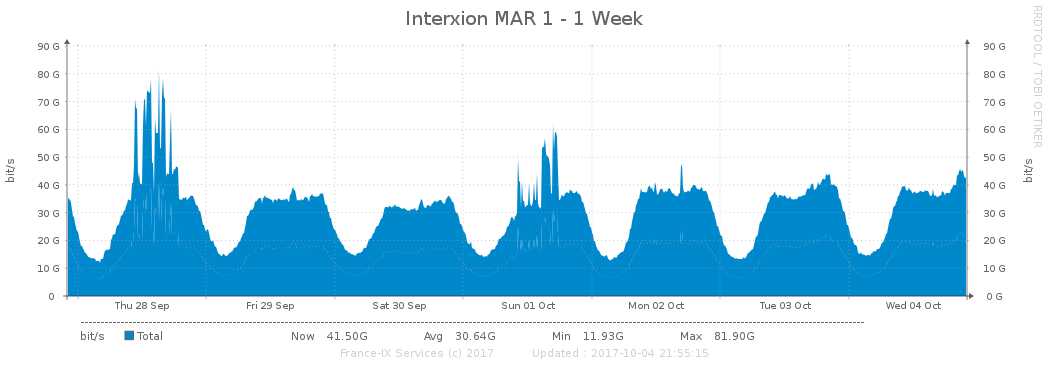 Interxion MAR 1 - 1 Week
RRDTOOL / TOBI OETIKER
90 G 90 G
80 G 80 G
70 G 70 G
60 G 60 G
50 G 50 G
40 G 40 G
30 G 30 G
20 G 20 G
10 G 10 G
0 0 G
bit/s
bit/s
Thu 28 Sep Fri 29 Sep Sat 30 Sep Sun 01 Oct Mon 02 Oct Tue 03 Oct Wed 04 Oct
bit/s Total Now 41.50G Avg 30.64G Min 11.93G Max 81.90G
France-IX Services (c) 2017 Updated : 2017-10-04 21:55:15